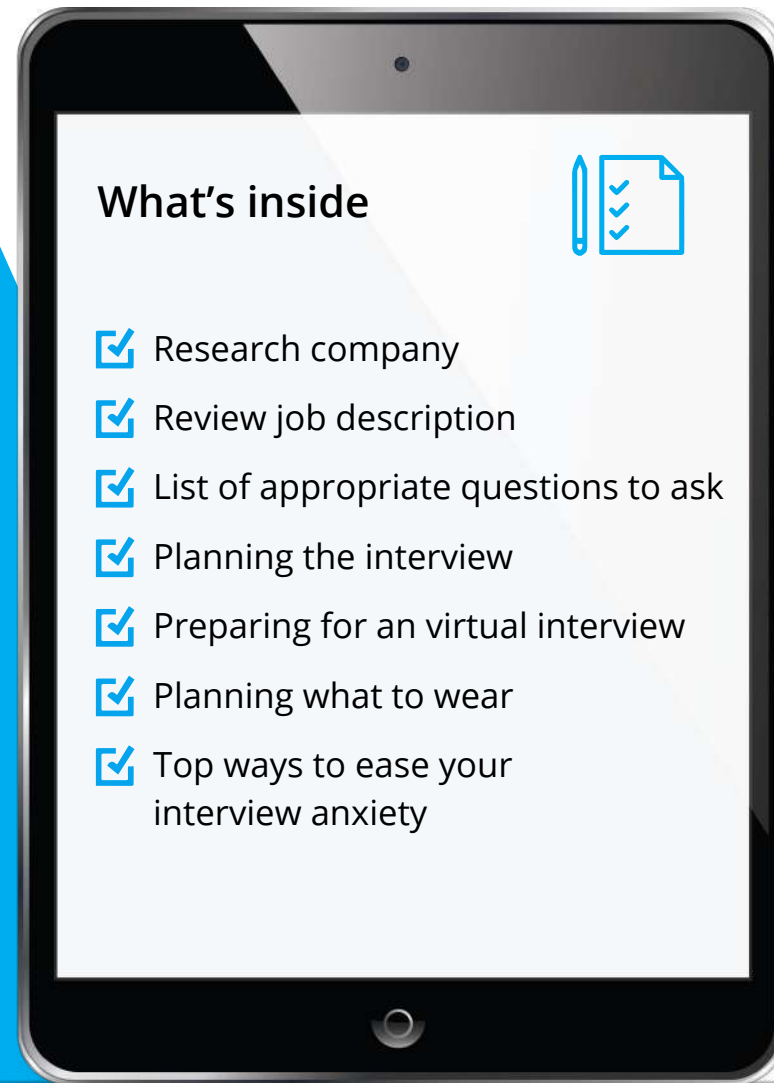 What’s inside
Research company
Review job description
List of appropriate questions to ask
Planning the interview
Preparing for an virtual interview
Planning what to wear
Top ways to ease your
interview anxiety